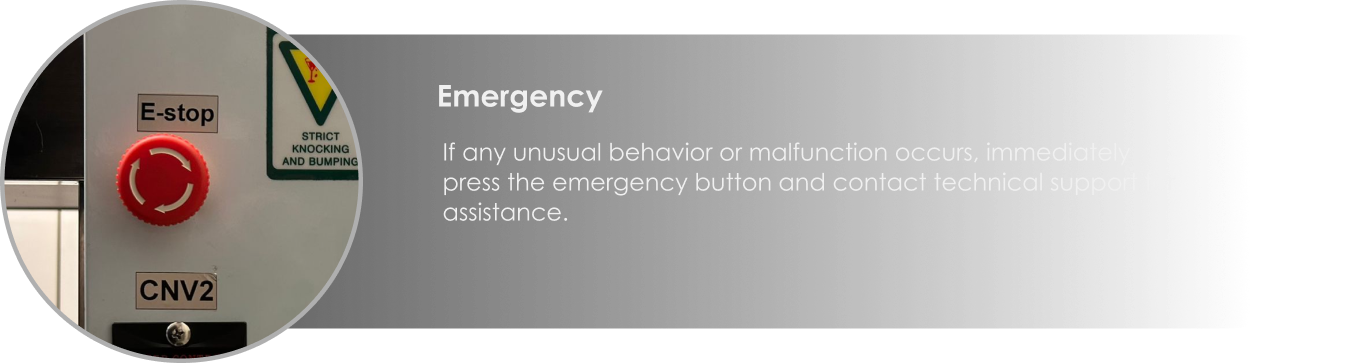 E-stop
STRICT
KNOCKING
AND BUMPING
CNV2
Emergency
If any unusual behavior or malfunction occurs, immediately
press the emergency button and contact technical support
assistance.